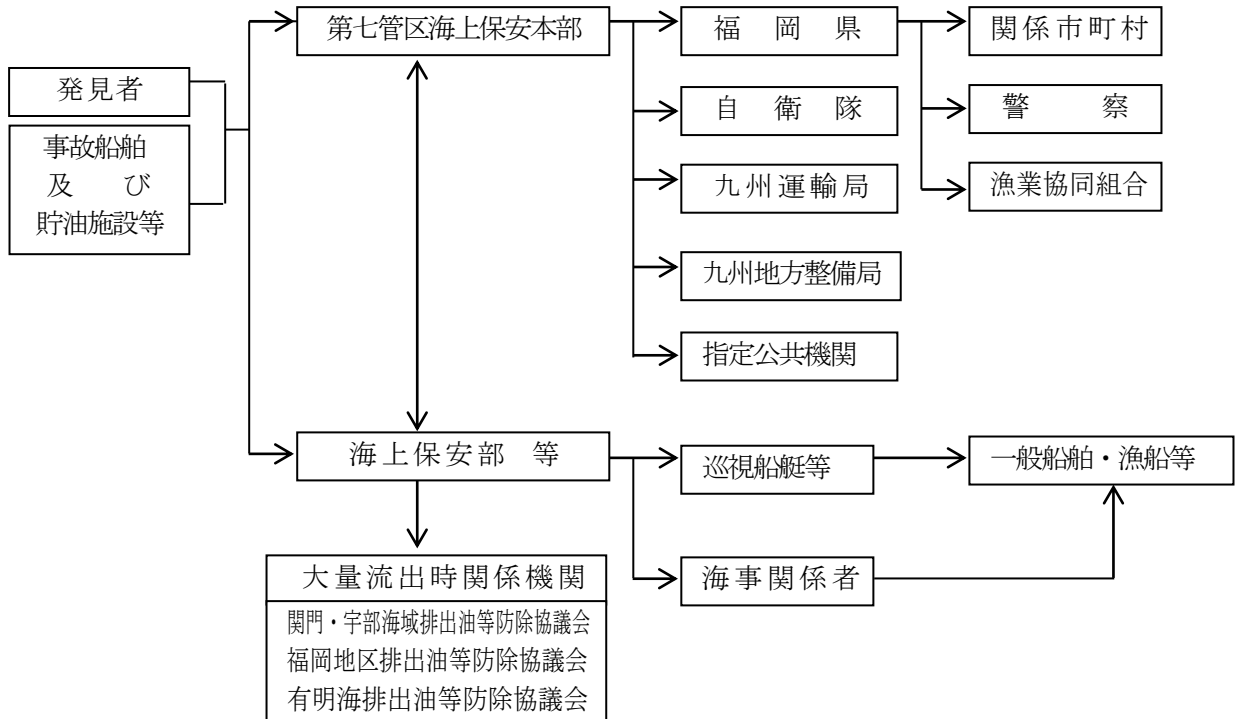 第七管区海上保安本部
福岡県
関係市町村
発見者
自衛隊
警察
事故船舶
及び
貯油施設等
九州運輸局
漁業協同組合
九州地方整備局
指定公共機関
海上保安部 等
巡視船艇等
一般船舶・漁船等
大量流出時関係機関
海事関係者
関門・宇部海域排出油等防除協議会
福岡地区排出油等防除協議会
有明海排出油等防除協議会